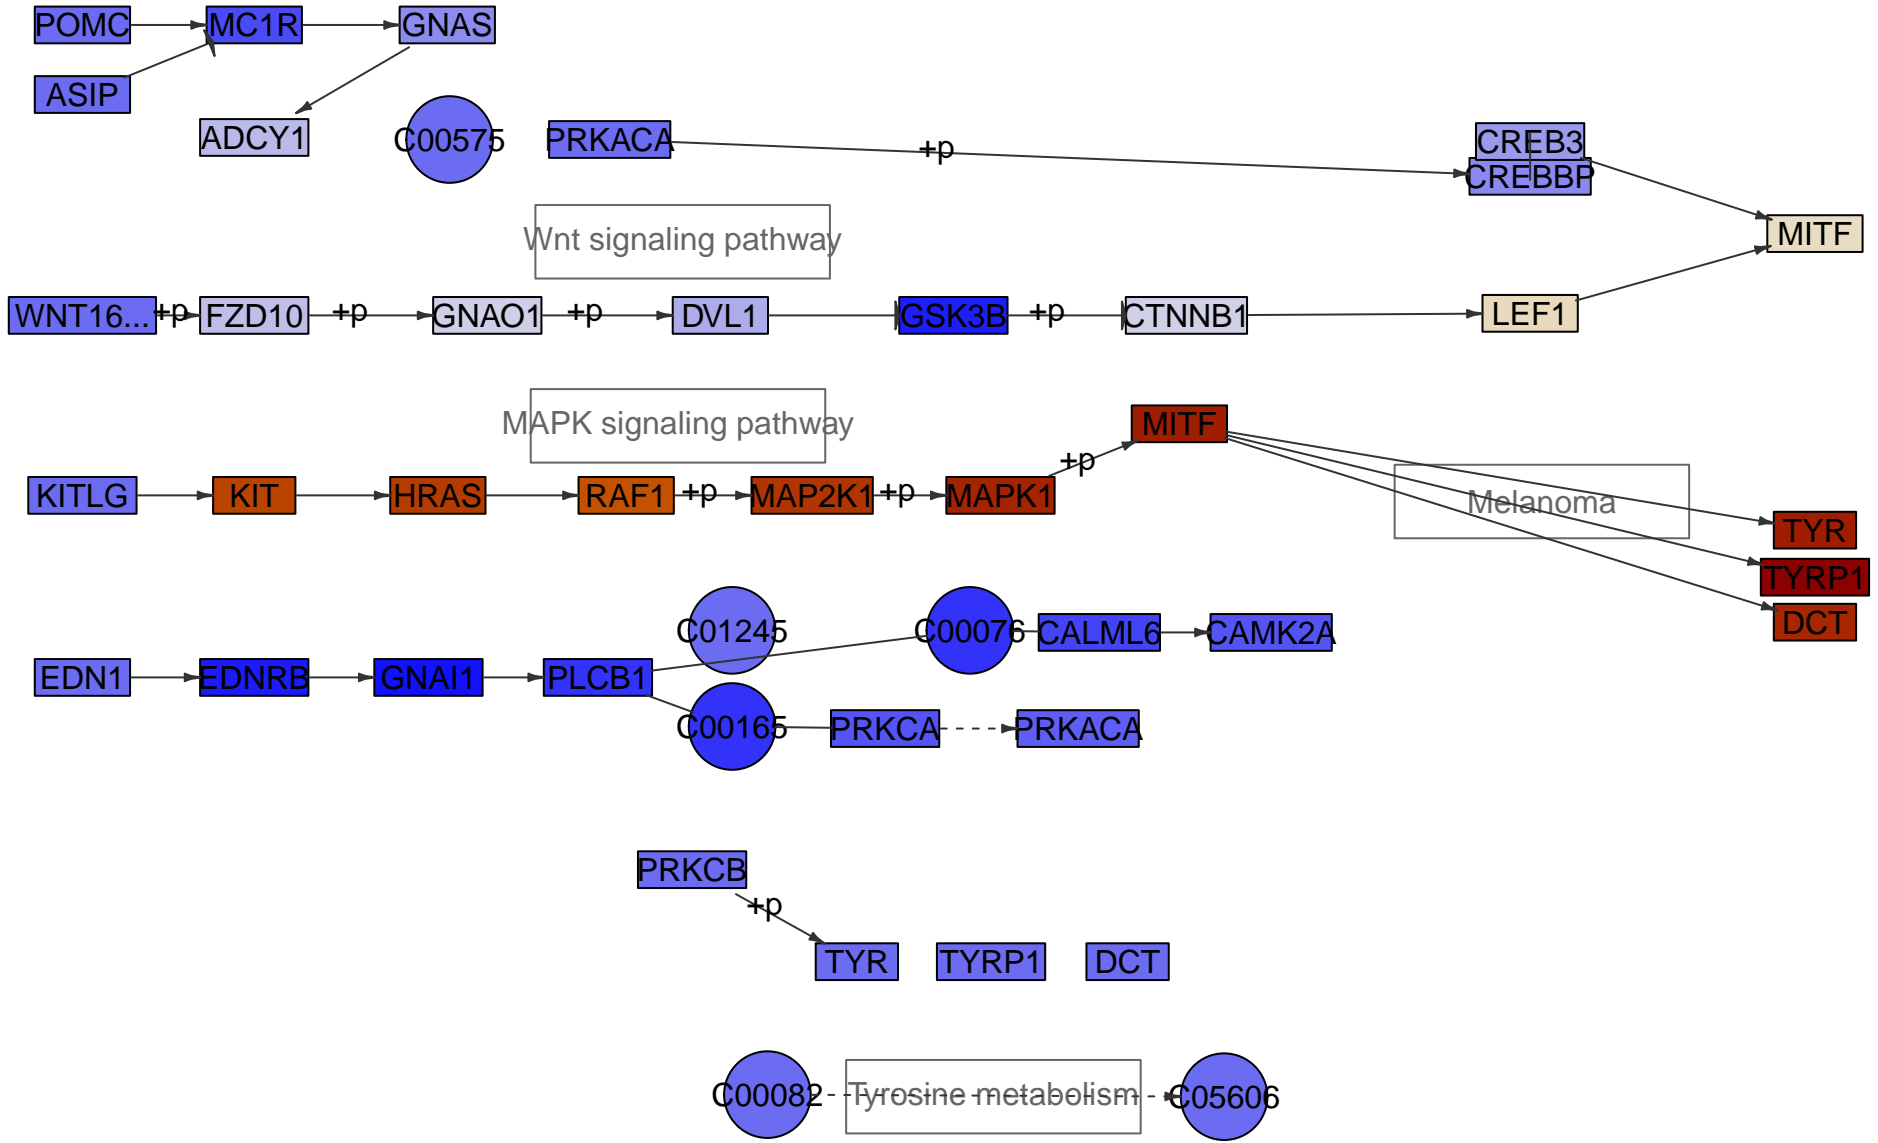 POMC MC1R GNAS
ASIP
ADCY1 C00575 PRKACA +p CREB3
CREBBP
Wnt signaling pathway MITF
WNT16... +p FZD10 +p GNAO1 +p DVL1 GSK3B +p CTNNB1 LEF1
MAPK signaling pathway MITF
+p
KITLG KIT HRAS RAF1 +p MAP2K1 +p MAPK1 Melanoma
TYR
TYRP1
DCT
C01245 C00076 CALML6 CAMK2A
EDN1 EDNRB GNAI1 PLCB1
C00165 PRKCA PRKACA
PRKCB
+p
TYR TYRP1 DCT
C00082 Tyrosine metabolism C05606